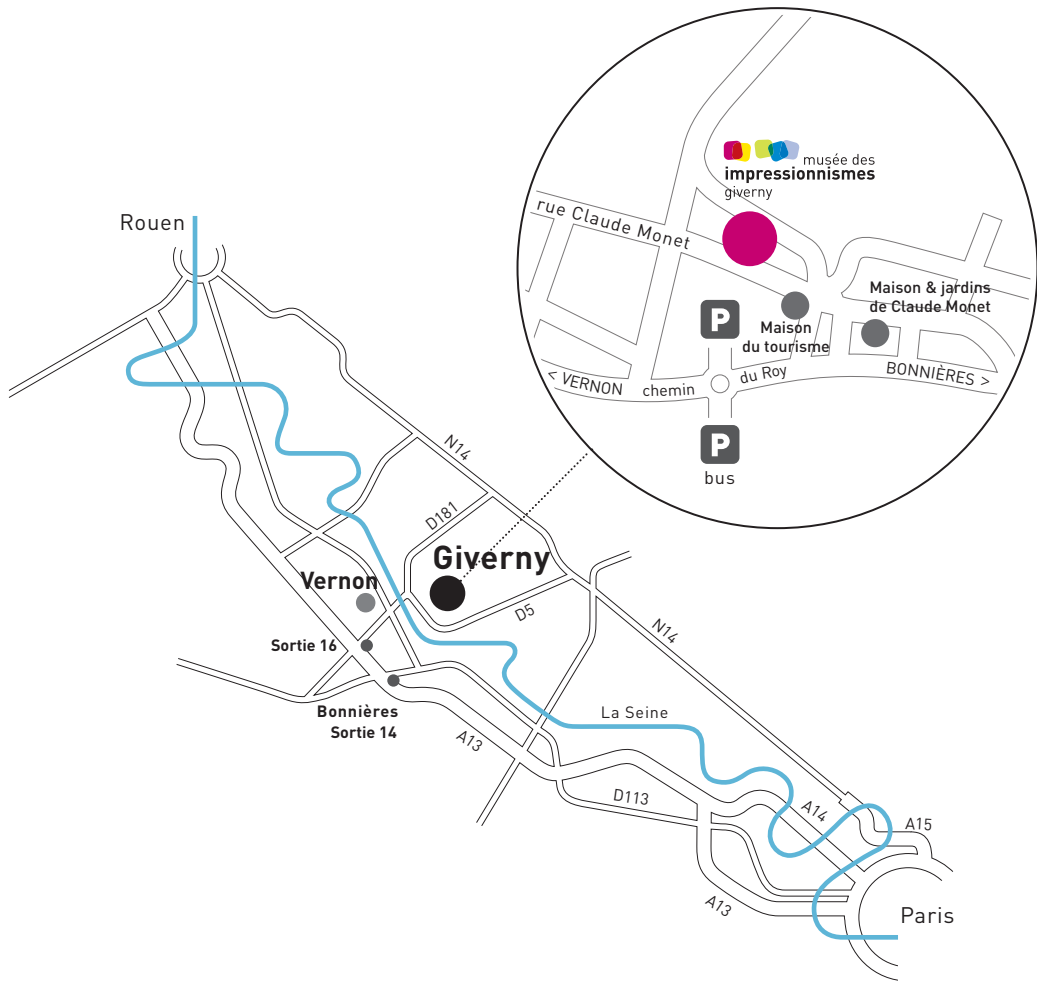 musée des
impressionnismes
giverny
rue Claude Monet
Maison & jardins
de Claude Monet
P
Maison
du tourisme
< VERNON
chemin
du Roy
BONNIÈRES >
P
bus
Rouen
N14
D181
Giverny
Vernon
D5
Sortie 16
N14
Bonnières
Sortie 14
La Seine
A13
D113
A14
A15
A13
Paris